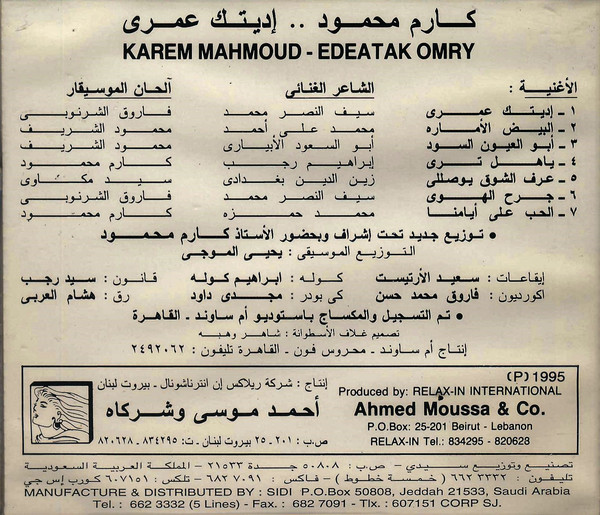 كارم محمود .. إديتك عمرى
KAREM MAHMOUD - EDEATAK OMRY
الأغنية : الشاعر الغنائى ألحان الموسيقار
١ - إديتك عمرى سيف النصر محمد فاروق الشرنوبى
٢ - البيض الأماره محمد على أحمد محمود الشريف
٣ - أبو العيون السود أبو السعود الأبيارى محمود الشريف
٤ - ياهل ترى إبراهيم رجب كارم محمود
٥ - عرف الشوق يوصللى زين الدين بغدادى سيد مكاوى
٦ - جرح الهوى سيف النصر محمد فاروق الشرنوبى
٧ - الحب على أيامنا محمد حمزه كارم محمود
• توزيع جديد تحت إشراف وبحضور الأستاذ كارم محمود •
التوزيع الموسيقى : يحيى الموجى
إيقاعات : سعيد الأرتيست كوله : ابراهيم كوله قانون : سيد رجب
اكورديون : فاروق محمد حسن كى بودر : مجدى داود رق : هشام العربى
• تم التسجيل والمكساج باستوديو أم ساوند - القاهرة •
تصميم غلاف الأسطوانة : شاهر وهبه
إنتاج أم ساوند - محروس فون - القاهرة تليفون : ٢٤٩٢٠٦٢
إنتاج : شركة ريلاكس إن انترناشونال - بيروت لبنان
أحمد موسى وشركاه
ص.ب : ٢٠١ - ٢٥ بيروت لبنان - ت : ٨٣٤٢٩٥ - ٨٢٠٦٢٨
(P) 1995
Produced by: RELAX-IN INTERNATIONAL
Ahmed Moussa & Co.
P.O.Box: 25-201 Beirut - Lebanon
RELAX-IN Tel.: 834295 - 820628
تصنيع وتوزيع سيدي - ص.ب : ٥٠٨٠٨ جدة ٢١٥٣٣ - المملكة العربية السعودية
تليفون : ٦٦٢٣٣٣٢ (خمسة خطوط) - فاكس : ٦٨٢٧٠٩١ - تلكس : ٦٠٧١٥١ كورب إس جي
MANUFACTURE & DISTRIBUTED BY : SIDI P.O.Box 50808, Jeddah 21533, Saudi Arabia
Tel.: 662 3332 (5 Lines) - Fax.: 682 7091 - Tlx.: 607151 CORP SJ.